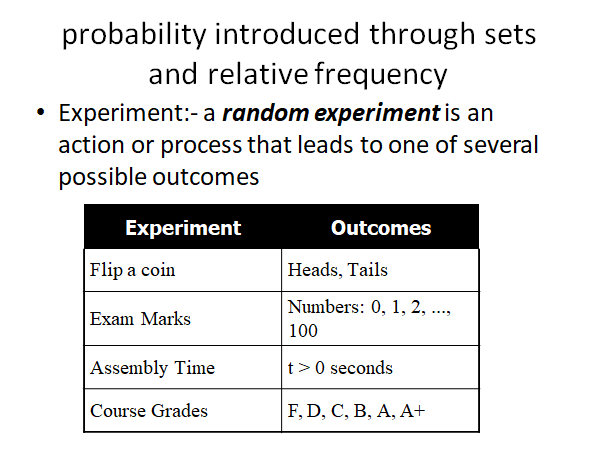 probability introduced through sets
and relative frequency
• Experiment:- a random experiment is an
action or process that leads to one of several
possible outcomes
Experiment Outcomes
Flip a coin Heads, Tails
Exam Marks Numbers: 0, 1, 2, ...,
100
Assembly Time t > 0 seconds
Course Grades F, D, C, B, A, A+